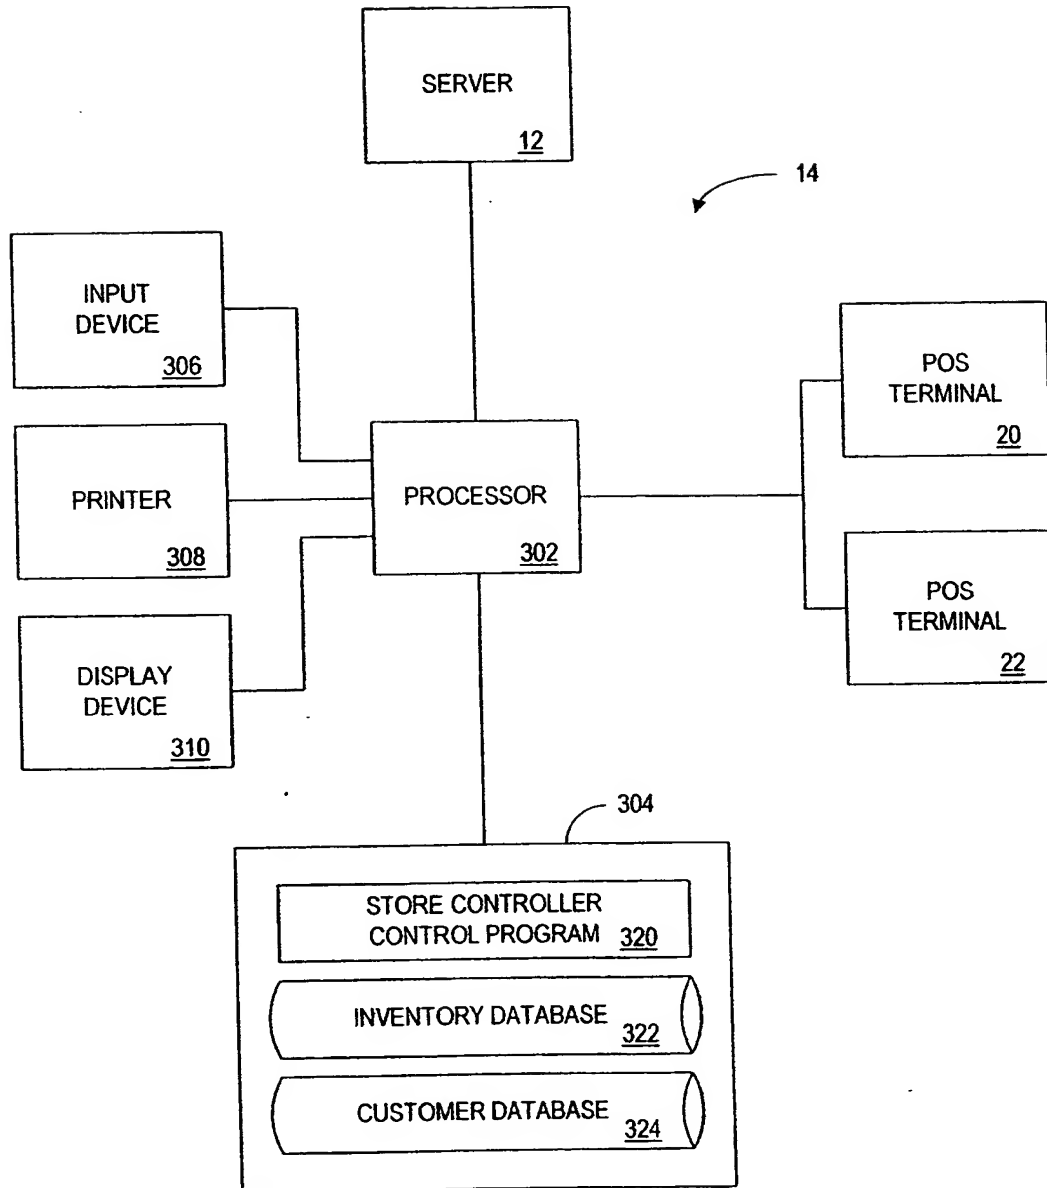 SERVER
12
14
INPUT
DEVICE
306
POS
TERMINAL
20
PRINTER
308
PROCESSOR
302
POS
TERMINAL
22
DISPLAY
DEVICE
310
304
STORE CONTROLLER
CONTROL PROGRAM 320
INVENTORY DATABASE 322
CUSTOMER DATABASE 324